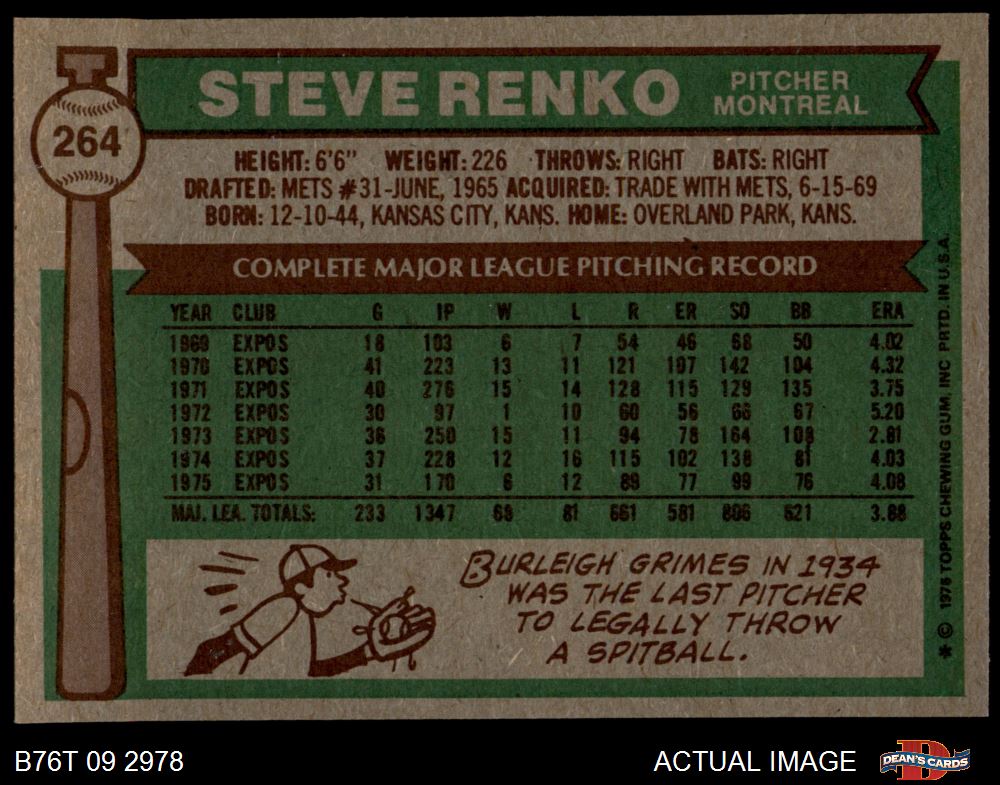 STEVE RENKO
PITCHER
MONTREAL
264
HEIGHT: 6'6" WEIGHT: 226 THROWS: RIGHT BATS: RIGHT
DRAFTED: METS #31-JUNE, 1965 ACQUIRED: TRADE WITH METS, 6-15-69
BORN: 12-10-44, KANSAS CITY, KANS. HOME: OVERLAND PARK, KANS.
COMPLETE MAJOR LEAGUE PITCHING RECORD
YEAR CLUB G IP W L R ER SO BB ERA
1969 EXPOS 18 103 6 7 54 46 68 50 4.02
1970 EXPOS 41 223 13 11 121 107 142 104 4.32
1971 EXPOS 40 276 15 14 128 115 129 135 3.75
1972 EXPOS 30 97 1 10 60 56 66 67 5.20
1973 EXPOS 36 250 15 11 94 78 164 108 2.81
1974 EXPOS 37 228 12 16 115 102 138 81 4.03
1975 EXPOS 31 170 6 12 89 77 99 76 4.08
MAJ. LEA. TOTALS: 233 1347 68 81 661 581 806 621 3.88
BURLEIGH GRIMES IN 1934
WAS THE LAST PITCHER
TO LEGALLY THROW
A SPITBALL.
* © 1976 TOPPS CHEWING GUM, INC PRTD. IN U.S.A.
B76T 09 2978
ACTUAL IMAGE
D
DEAN'S CARDS